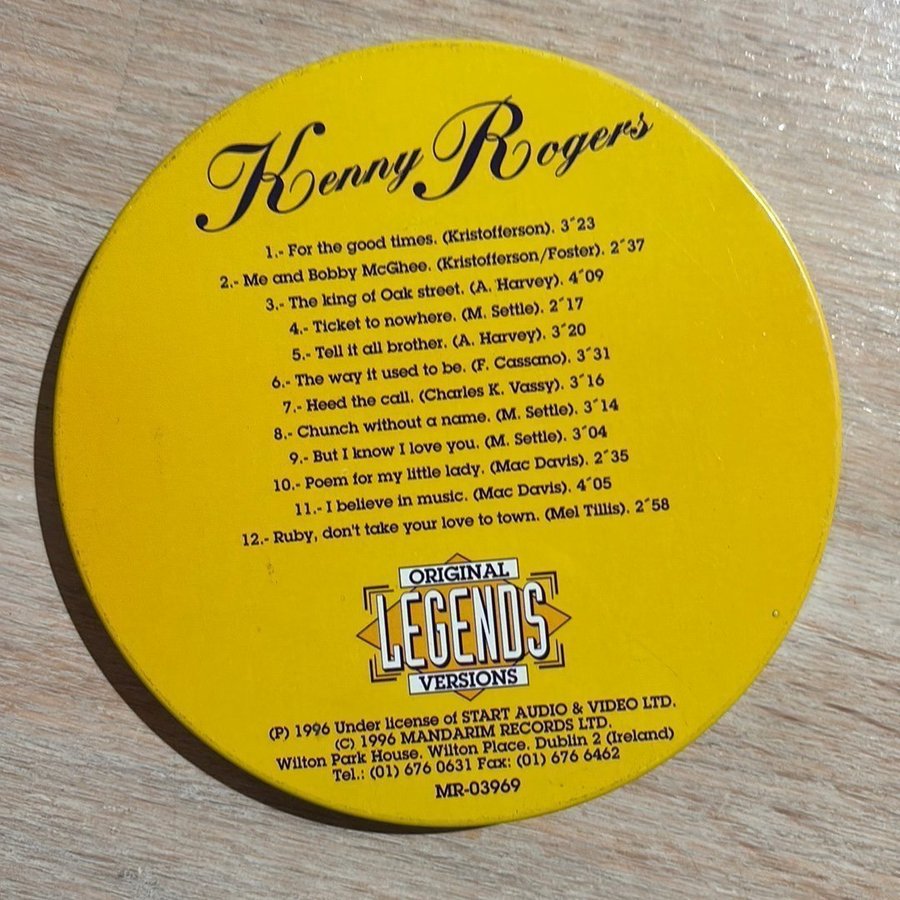 Kenny Rogers
1.- For the good times. (Kristofferson). 3´23
2.- Me and Bobby McGhee. (Kristofferson/Foster). 2´37
3.- The king of Oak street. (A. Harvey). 4´09
4.- Ticket to nowhere. (M. Settle). 2´17
5.- Tell it all brother. (A. Harvey). 3´20
6.- The way it used to be. (F. Cassano). 3´31
7.- Heed the call. (Charles K. Vassy). 3´16
8.- Chunch without a name. (M. Settle). 3´14
9.- But I know I love you. (M. Settle). 3´04
10.- Poem for my little lady. (Mac Davis). 2´35
11.- I believe in music. (Mac Davis). 4´05
12.- Ruby, don't take your love to town. (Mel Tillis). 2´58
ORIGINAL
LEGENDS
VERSIONS
(P) 1996 Under license of START AUDIO & VIDEO LTD.
(C) 1996 MANDARIM RECORDS LTD.
Wilton Park House, Wilton Place, Dublin 2 (Ireland)
Tel.: (01) 676 0631 Fax: (01) 676 6462
MR-03969